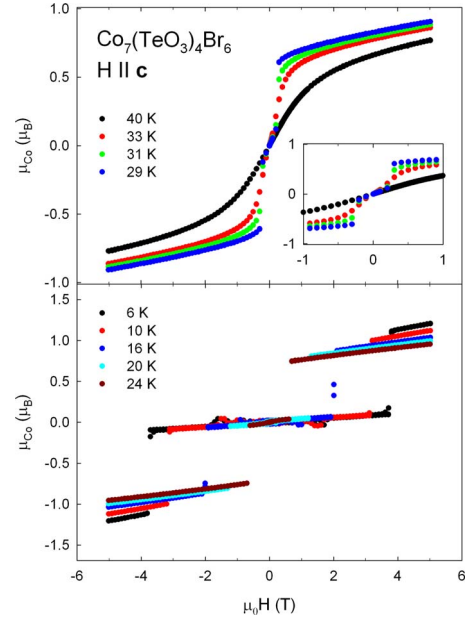 Co7(TeO3)4Br6
H || c
40 K
33 K
31 K
29 K
μCo (μB)
1.0
0.5
0.0
-0.5
-1.0
1
0
-1
-1 0 1
6 K
10 K
16 K
20 K
24 K
μCo (μB)
1.5
1.0
0.5
0.0
-0.5
-1.0
-1.5
-6 -4 -2 0 2 4 6
μ0H (T)